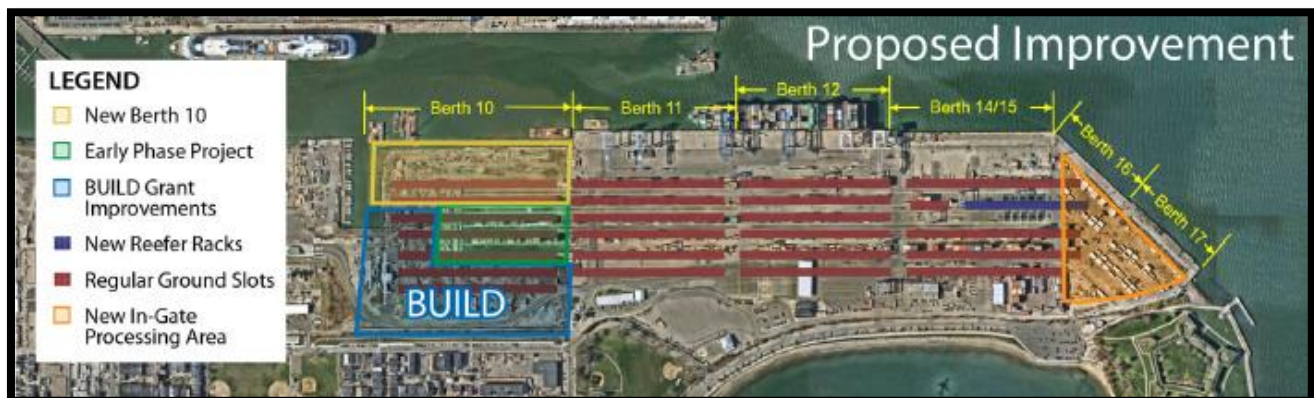 Proposed Improvement
LEGEND
New Berth 10
Early Phase Project
BUILD Grant
Improvements
New Reefer Racks
Regular Ground Slots
New In-Gate
Processing Area
Berth 10
Berth 11
Berth 12
Berth 14/15
Berth 16
Berth 17
BUILD